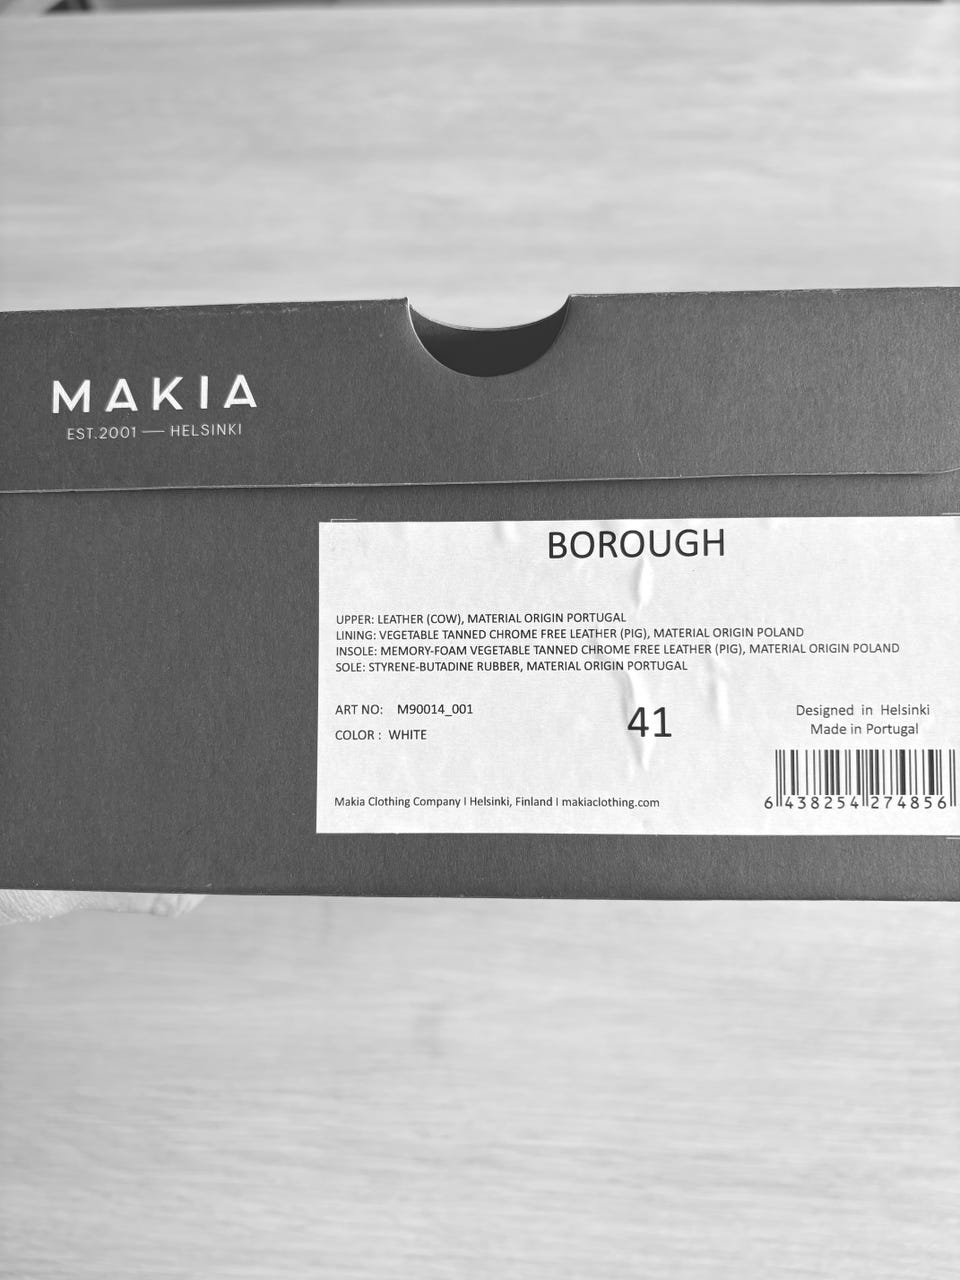 MAKIA
EST.2001 — HELSINKI
BOROUGH
UPPER: LEATHER (COW), MATERIAL ORIGIN PORTUGAL
LINING: VEGETABLE TANNED CHROME FREE LEATHER (PIG), MATERIAL ORIGIN POLAND
INSOLE: MEMORY-FOAM VEGETABLE TANNED CHROME FREE LEATHER (PIG), MATERIAL ORIGIN POLAND
SOLE: STYRENE-BUTADINE RUBBER, MATERIAL ORIGIN PORTUGAL
ART NO: M90014_001
COLOR : WHITE
41
Designed in Helsinki
Made in Portugal
6 438254 274856
Makia Clothing Company I Helsinki, Finland I makiaclothing.com